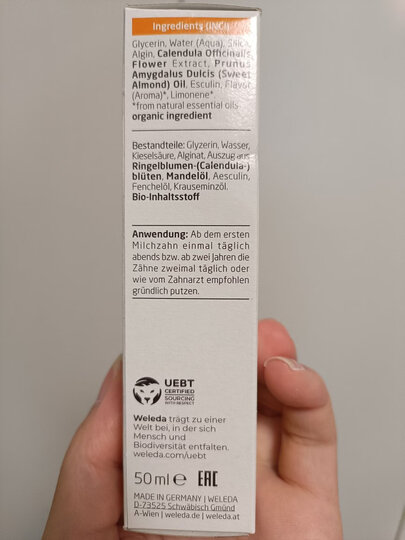 Ingredients (INCI)
Glycerin, Water (Aqua), Silica,
Algin, Calendula Officinalis
Flower Extract, Prunus
Amygdalus Dulcis (Sweet
Almond) Oil, Esculin, Flavor
(Aroma)*, Limonene*
*from natural essential oils
organic ingredient
Bestandteile: Glyzerin, Wasser,
Kieselsäure, Alginat, Auszug aus
Ringelblumen-(Calendula-)
blüten, Mandelöl, Aesculin,
Fenchelöl, Krauseminzöl.
Bio-Inhaltsstoff
Anwendung: Ab dem ersten
Milchzahn einmal täglich
abends bzw. ab zwei Jahren die
Zähne zweimal täglich oder
wie vom Zahnarzt empfohlen
gründlich putzen.
UEBT
CERTIFIED
SOURCING
WITH RESPECT
Weleda trägt zu einer
Welt bei, in der sich
Mensch und
Biodiversität entfalten.
weleda.com/uebt
50 ml e EAC
MADE IN GERMANY | WELEDA
D-73525 Schwäbisch Gmünd
A-Wien | weleda.de | weleda.at